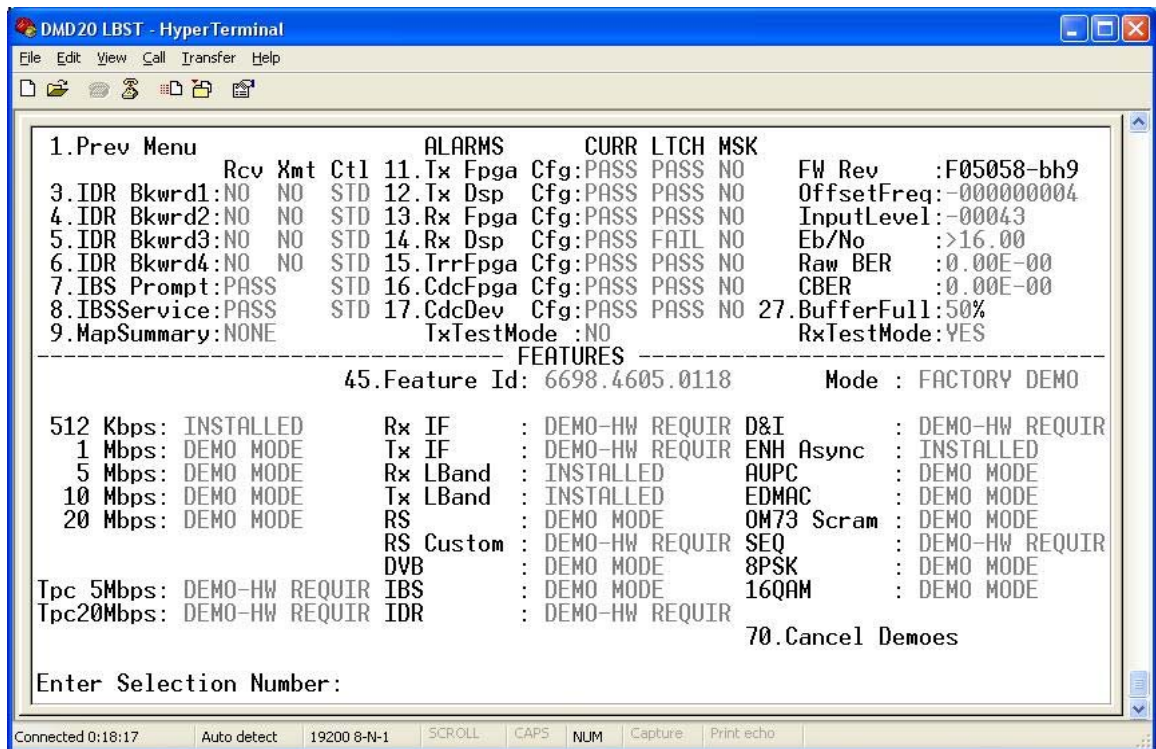 DMD20 LBST - HyperTerminal
File Edit View Call Transfer Help
1.Prev Menu ALARMS CURR LTCH MSK
Rcv Xmt Ctl 11.Tx Fpga Cfg:PASS PASS NO FW Rev :F05058-bh9
3.IDR Bkwrd1:NO NO STD 12.Tx Dsp Cfg:PASS PASS NO OffsetFreq:-000000004
4.IDR Bkwrd2:NO NO STD 13.Rx Fpga Cfg:PASS PASS NO InputLevel:-00043
5.IDR Bkwrd3:NO NO STD 14.Rx Dsp Cfg:PASS FAIL NO Eb/No :>16.00
6.IDR Bkwrd4:NO NO STD 15.TrrFpga Cfg:PASS PASS NO Raw BER :0.00E-00
7.IBS Prompt:PASS STD 16.CdcFpga Cfg:PASS PASS NO CBER :0.00E-00
8.IBSService:PASS STD 17.CdcDev Cfg:PASS PASS NO 27.BufferFull:50%
9.MapSummary:NONE TxTestMode :NO RxTestMode:YES
------------------------------- FEATURES -------------------------------
45.Feature Id: 6698.4605.0118 Mode : FACTORY DEMO
512 Kbps: INSTALLED Rx IF : DEMO-HW REQUIR D&I : DEMO-HW REQUIR
1 Mbps: DEMO MODE Tx IF : DEMO-HW REQUIR ENH Async : INSTALLED
5 Mbps: DEMO MODE Rx LBand : INSTALLED AUPC : DEMO MODE
10 Mbps: DEMO MODE Tx LBand : INSTALLED EDMAC : DEMO MODE
20 Mbps: DEMO MODE RS : DEMO MODE OM73 Scram : DEMO MODE
RS Custom : DEMO-HW REQUIR SEQ : DEMO-HW REQUIR
DVB : DEMO MODE 8PSK : DEMO MODE
Tpc 5Mbps: DEMO-HW REQUIR IBS : DEMO MODE 16QAM : DEMO MODE
Tpc20Mbps: DEMO-HW REQUIR IDR : DEMO-HW REQUIR
70.Cancel Demoes
Enter Selection Number:
Connected 0:18:17 Auto detect 19200 8-N-1 SCROLL CAPS NUM Capture Print echo